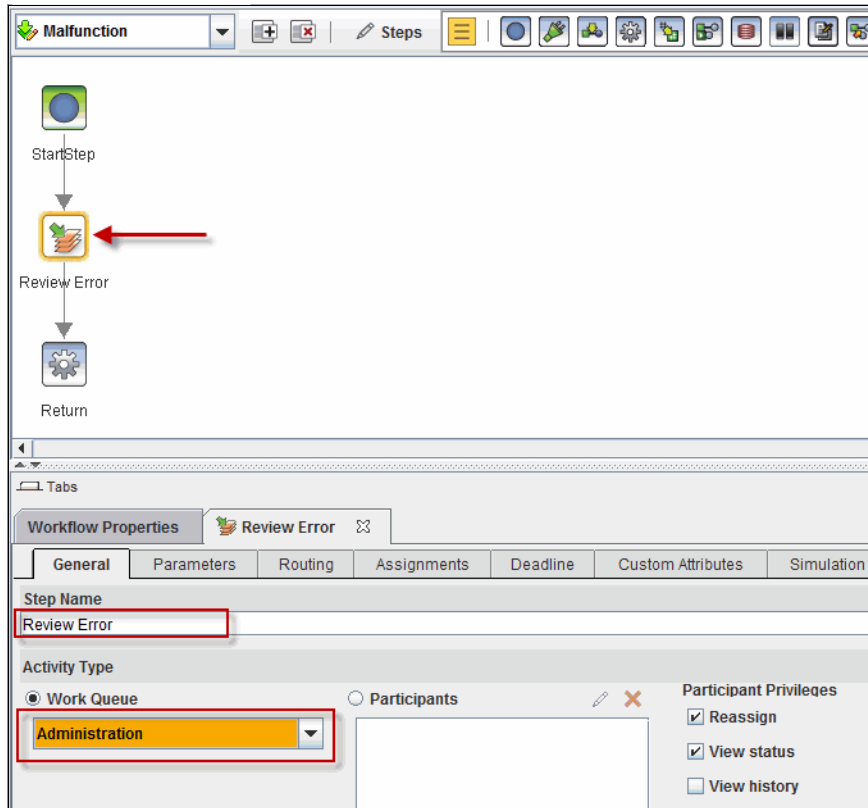 Malfunction
Steps
StartStep
Review Error
Return
Tabs
Workflow Properties
Review Error
General Parameters Routing Assignments Deadline Custom Attributes Simulation
Step Name
Review Error
Activity Type
Work Queue Participants Participant Privileges
Administration
Reassign
View status
View history